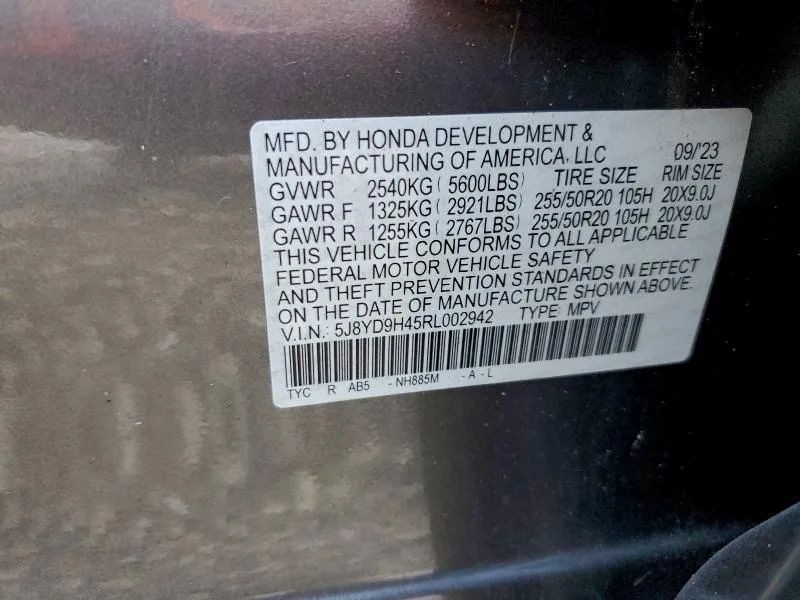 MFD. BY HONDA DEVELOPMENT &
MANUFACTURING OF AMERICA, LLC 09/'23
GVWR 2540KG ( 5600LBS) TIRE SIZE RIM SIZE
GAWR F 1325KG ( 2921LBS) 255/50R20 105H 20X9.0J
GAWR R 1255KG ( 2767LBS) 255/50R20 105H 20X9.0J
THIS VEHICLE CONFORMS TO ALL APPLICABLE
FEDERAL MOTOR VEHICLE SAFETY
AND THEFT PREVENTION STANDARDS IN EFFECT
ON THE DATE OF MANUFACTURE SHOWN ABOVE.
V.I.N.: 5J8YD9H45RL002942 TYPE: MPV
TYC R AB5 - NH885M - A - L